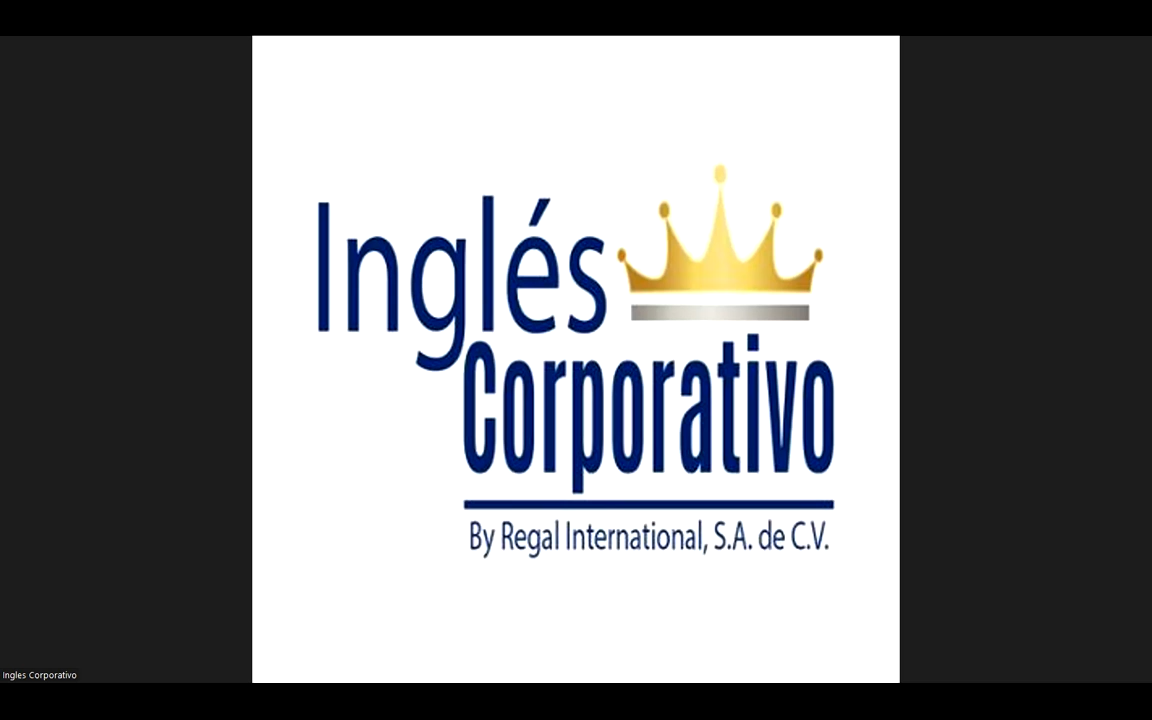 Inglés
Corporativo
By Regal International, S.A. de C.V.
Ingles Corporativo